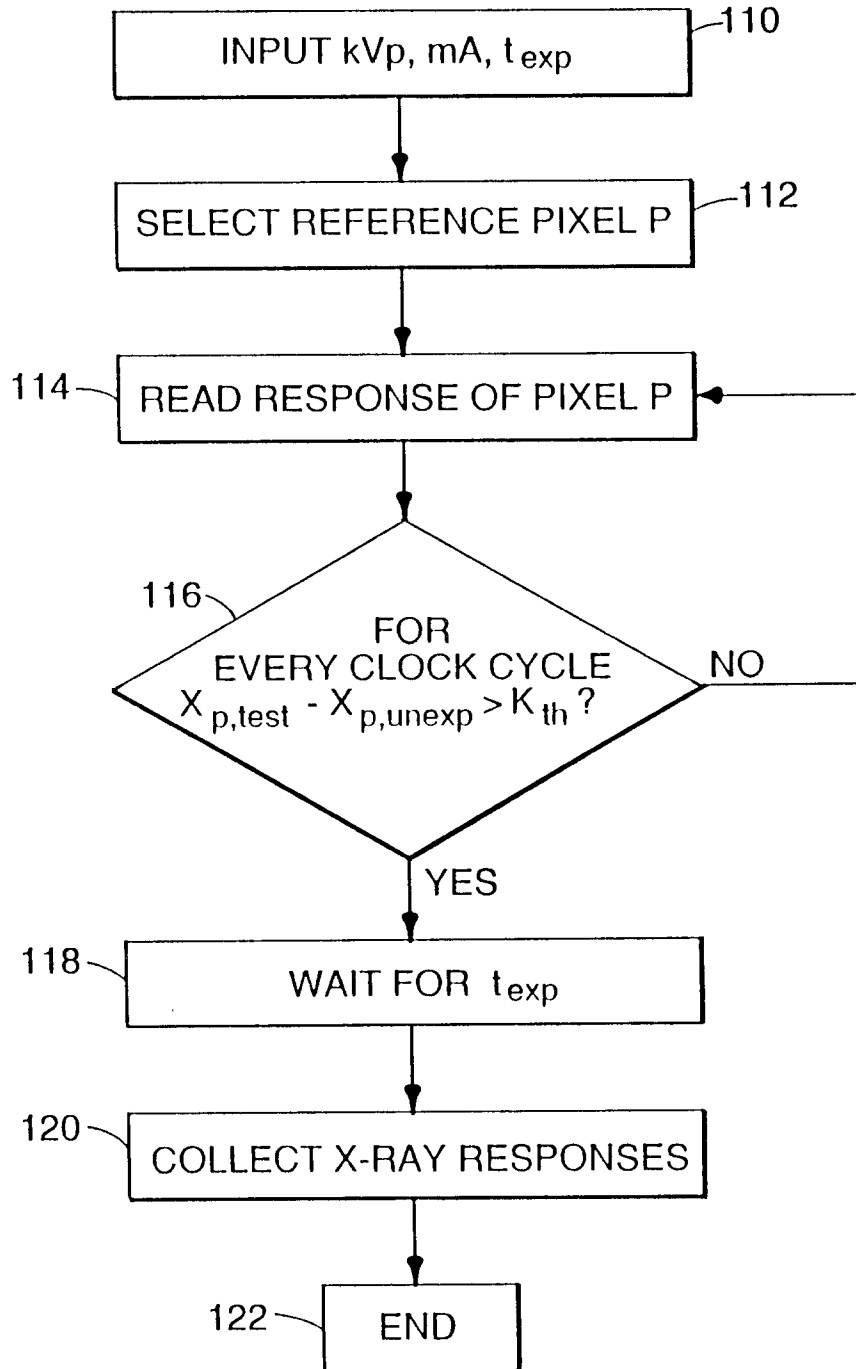 INPUT kVp, mA, t_exp
110
SELECT REFERENCE PIXEL P
112
114
READ RESPONSE OF PIXEL P
116
FOR
EVERY CLOCK CYCLE
X_p,test - X_p,unexp > K_th ?
NO
YES
118
WAIT FOR t_exp
120
COLLECT X-RAY RESPONSES
122
END